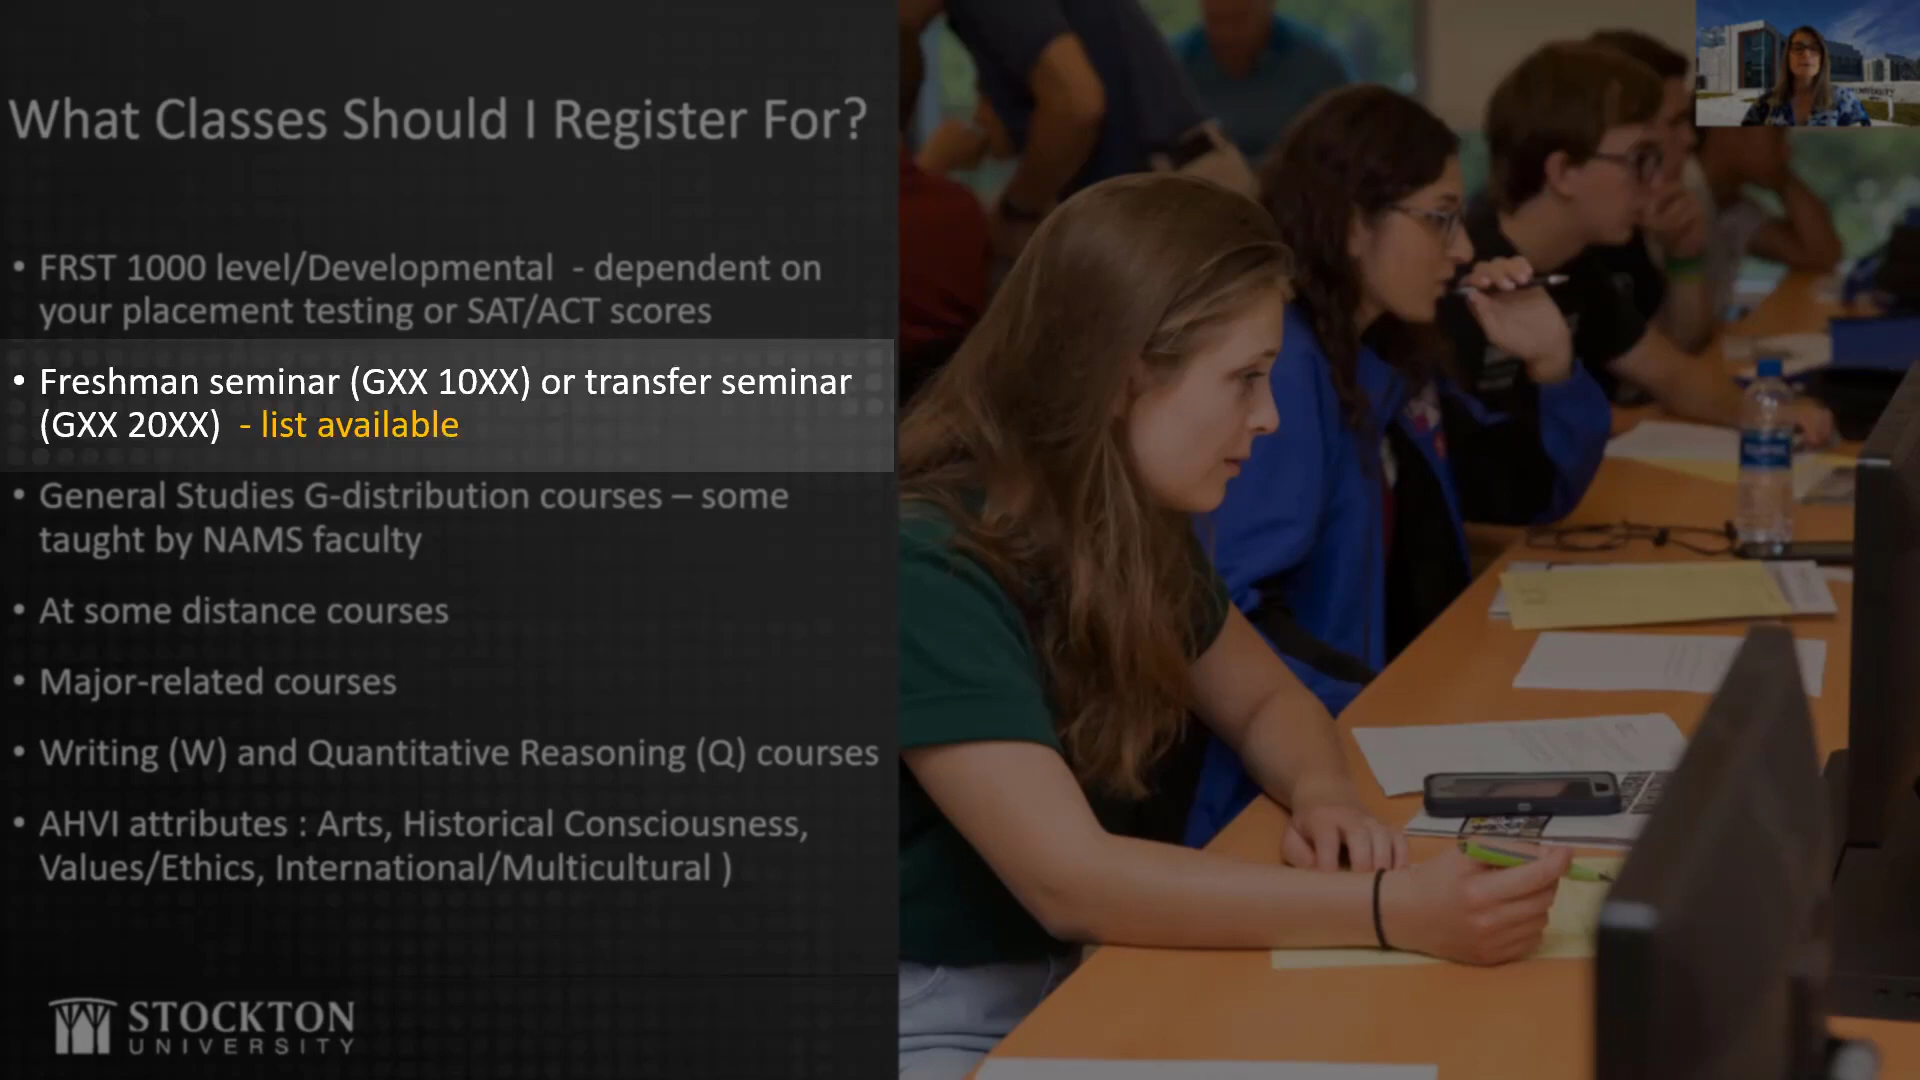 What Classes Should I Register For?
• FRST 1000 level/Developmental - dependent on
your placement testing or SAT/ACT scores
• Freshman seminar (GXX 10XX) or transfer seminar
(GXX 20XX) - list available
• General Studies G-distribution courses – some
taught by NAMS faculty
• At some distance courses
• Major-related courses
• Writing (W) and Quantitative Reasoning (Q) courses
• AHVI attributes : Arts, Historical Consciousness,
Values/Ethics, International/Multicultural )
STOCKTON
UNIVERSITY